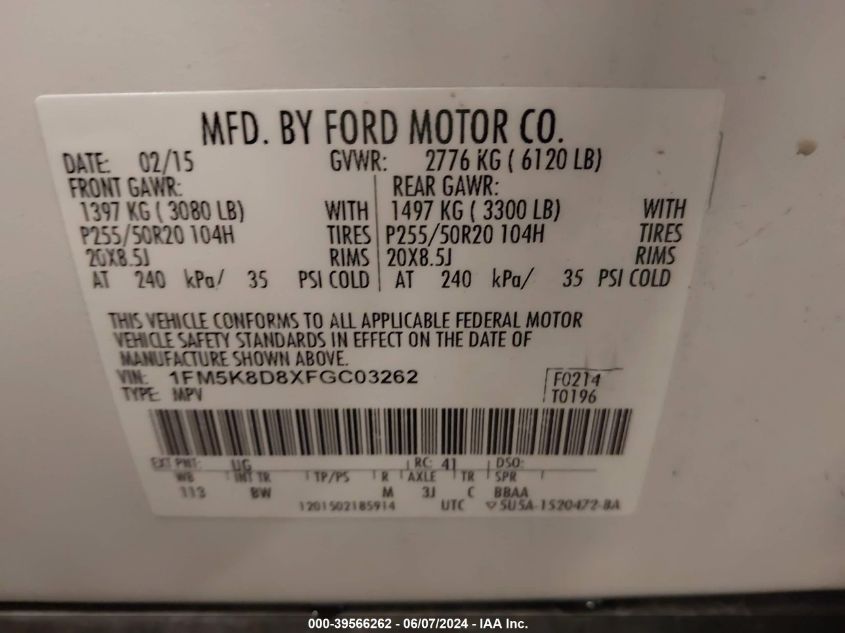 MFD. BY FORD MOTOR CO.
DATE: 02/15 GVWR: 2776 KG ( 6120 LB)
FRONT GAWR: REAR GAWR:
1397 KG ( 3080 LB) WITH 1497 KG ( 3300 LB) WITH
P255/50R20 104H TIRES P255/50R20 104H TIRES
20X8.5J RIMS 20X8.5J RIMS
AT 240 kPa/ 35 PSI COLD AT 240 kPa/ 35 PSI COLD
THIS VEHICLE CONFORMS TO ALL APPLICABLE FEDERAL MOTOR
VEHICLE SAFETY STANDARDS IN EFFECT ON THE DATE OF
MANUFACTURE SHOWN ABOVE.
VIN: 1FM5K8D8XFGC03262 F0214
TYPE: MPV T0196
EXT PNT: UG RC: 41 DSO:
WB INT TR TP/PS R AXLE TR SPR
113 BW M 3J C BBAA
1201502185914 UTC 5U5A-1520472-BA
000-39566262 - 06/07/2024 - IAA Inc.